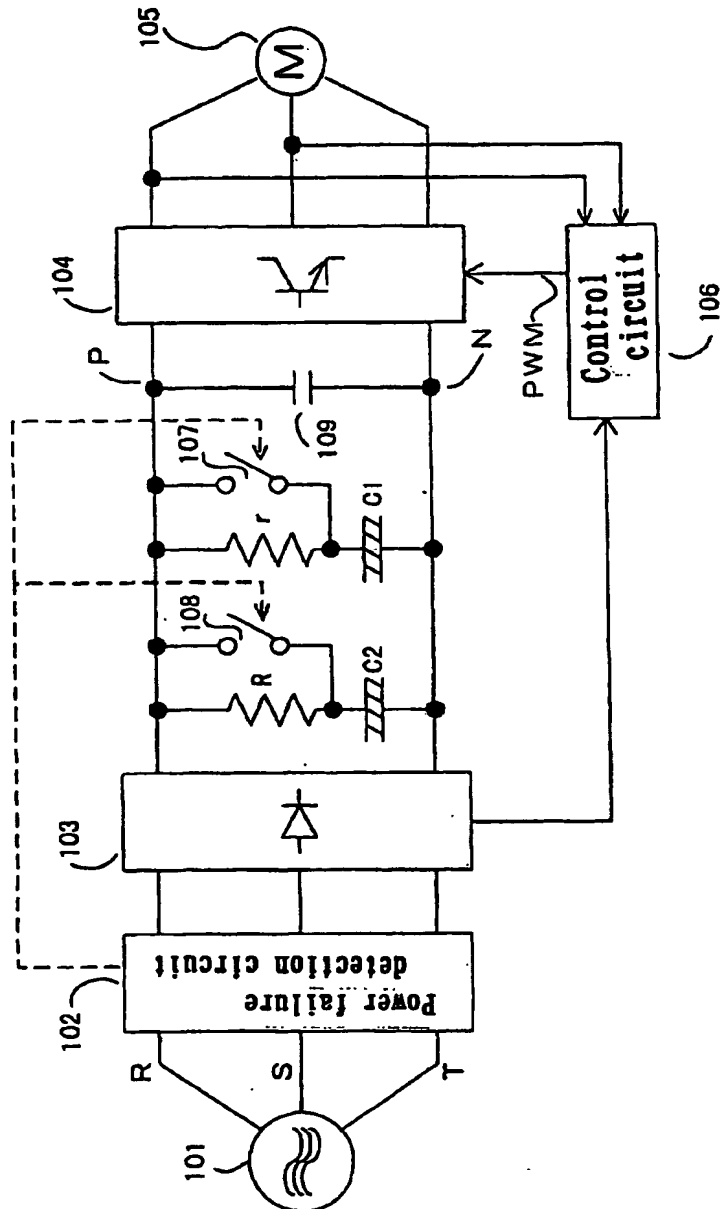 101
R
S
T
102
Power failure
detection circuit
103
R
108
C2
r
107
C1
P
109
N
104
PWM
Control
circuit
106
M
105